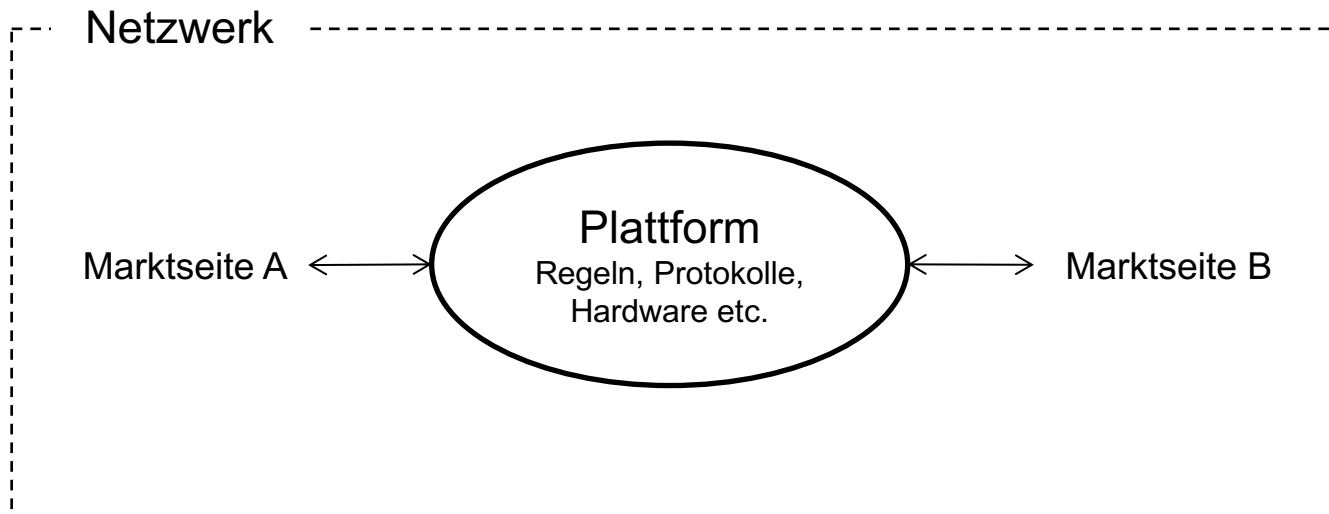 Netzwerk
Plattform
Marktseite A
Regeln, Protokolle,
Marktseite B
Hardware etc.